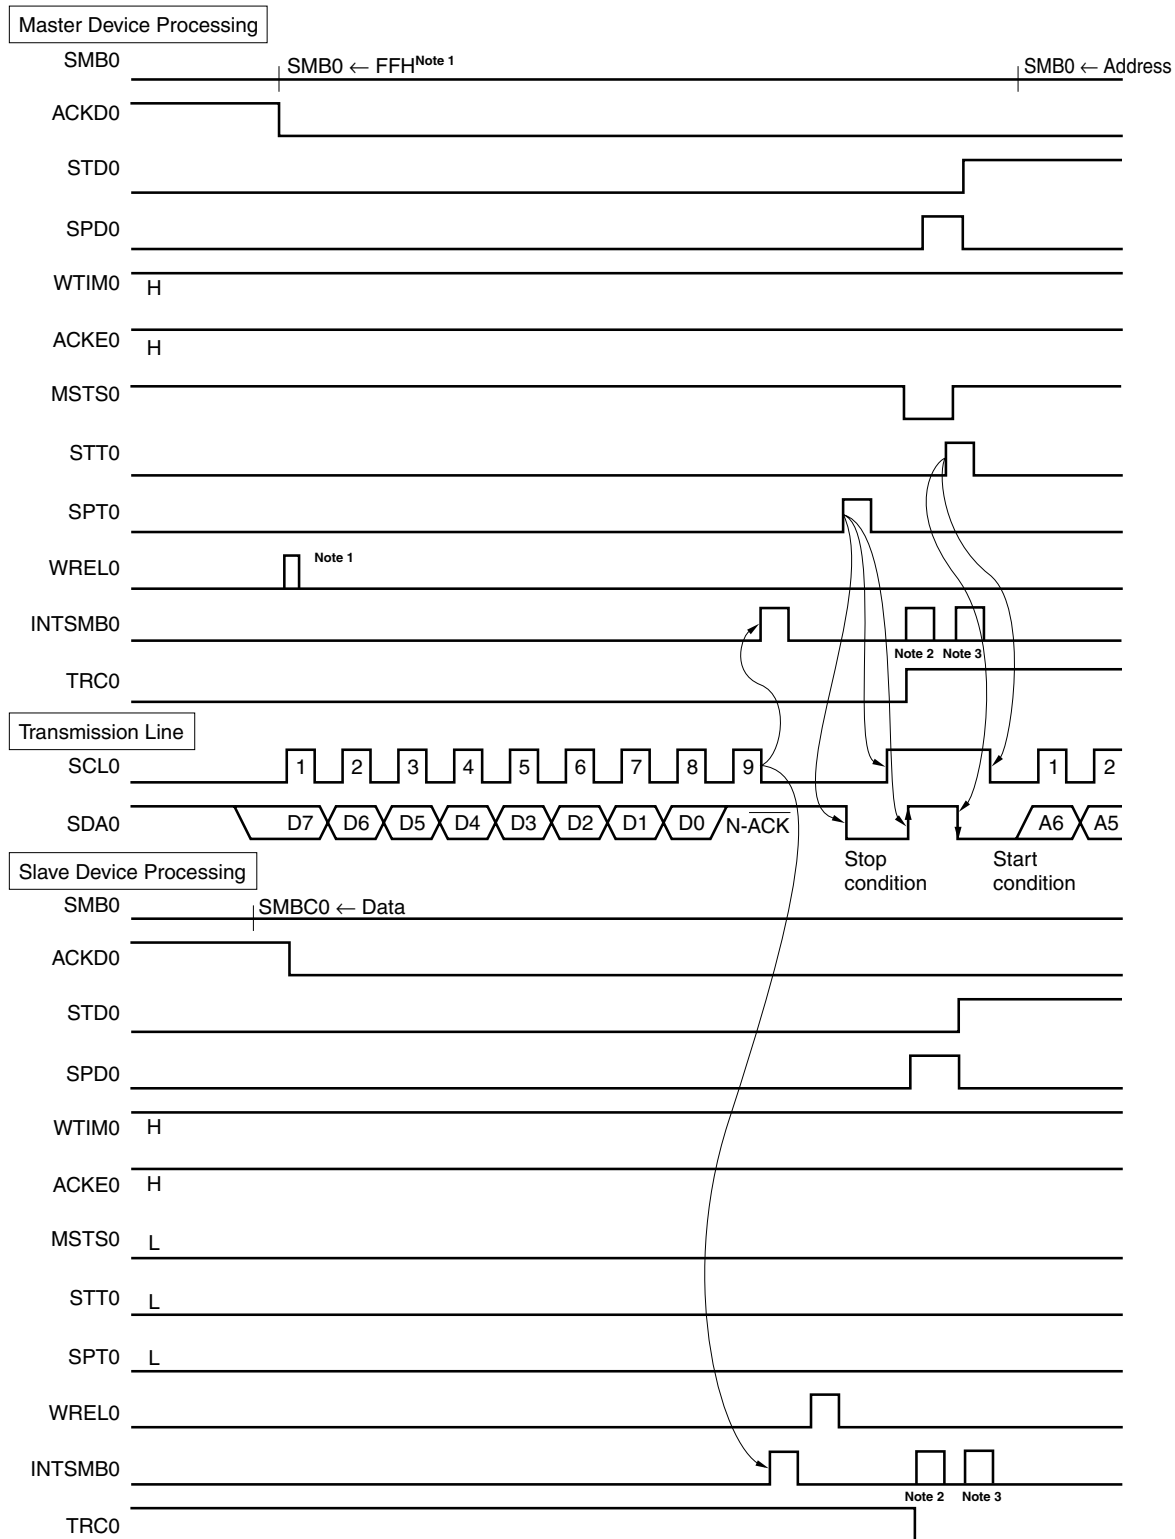 Master Device Processing
SMB0
SMB0 ← FFH Note 1
SMB0 ← Address
ACKD0
STD0
SPD0
WTIM0
H
ACKE0
H
MSTS0
STT0
SPT0
WREL0
Note 1
INTSMB0
Note 2 Note 3
TRC0
Transmission Line
SCL0
1 2 3 4 5 6 7 8 9 1 2
SDA0
D7 D6 D5 D4 D3 D2 D1 D0 N-A̅C̅K̅ A6 A5
Stop
condition
Start
condition
Slave Device Processing
SMB0
SMBC0 ← Data
ACKD0
STD0
SPD0
WTIM0
H
ACKE0
H
MSTS0
L
STT0
L
SPT0
L
WREL0
INTSMB0
Note 2 Note 3
TRC0